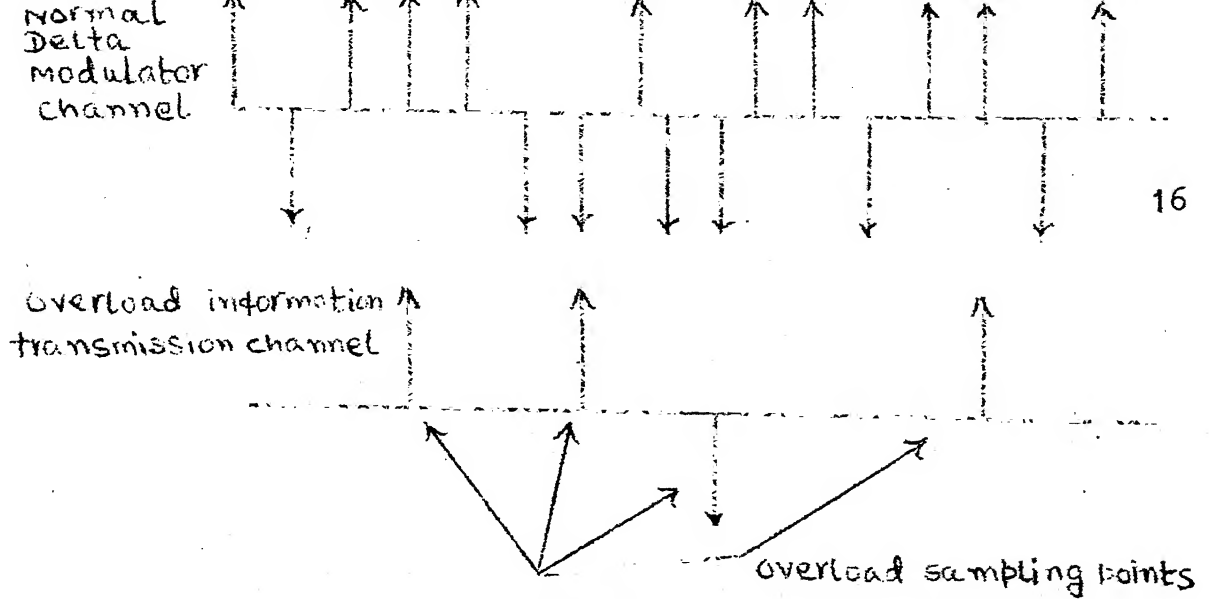 Normal
Delta
modulator
channel
16
overload information
transmission channel
overload sampling points